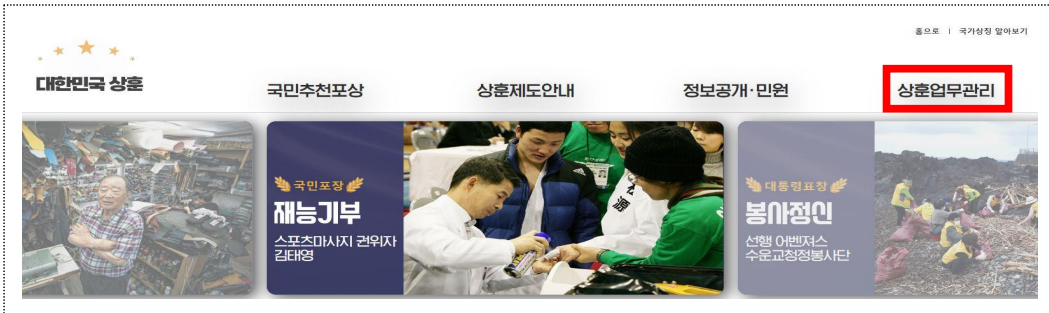 홈으로 | 국가상징 알아보기
대한민국 상훈
국민추천포상
상훈제도안내
정보공개·민원
상훈업무관리
국민포장
재능기부
스포츠마사지 권위자
김태영
대통령표창
봉사정신
선행 어벤져스
수운교청정봉사단